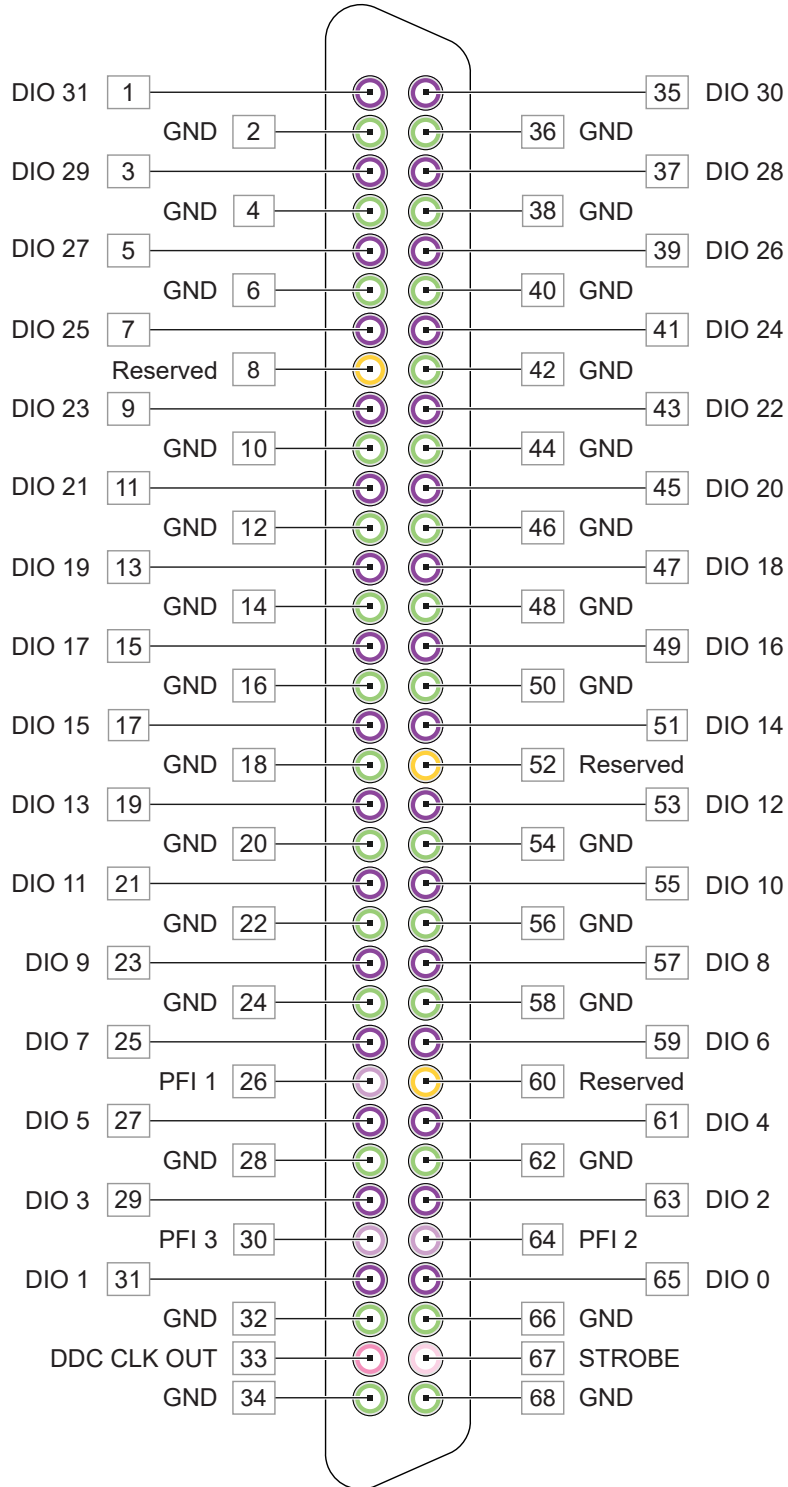 DIO 31 1 35 DIO 30
GND 2 36 GND
DIO 29 3 37 DIO 28
GND 4 38 GND
DIO 27 5 39 DIO 26
GND 6 40 GND
DIO 25 7 41 DIO 24
Reserved 8 42 GND
DIO 23 9 43 DIO 22
GND 10 44 GND
DIO 21 11 45 DIO 20
GND 12 46 GND
DIO 19 13 47 DIO 18
GND 14 48 GND
DIO 17 15 49 DIO 16
GND 16 50 GND
DIO 15 17 51 DIO 14
GND 18 52 Reserved
DIO 13 19 53 DIO 12
GND 20 54 GND
DIO 11 21 55 DIO 10
GND 22 56 GND
DIO 9 23 57 DIO 8
GND 24 58 GND
DIO 7 25 59 DIO 6
PFI 1 26 60 Reserved
DIO 5 27 61 DIO 4
GND 28 62 GND
DIO 3 29 63 DIO 2
PFI 3 30 64 PFI 2
DIO 1 31 65 DIO 0
GND 32 66 GND
DDC CLK OUT 33 67 STROBE
GND 34 68 GND